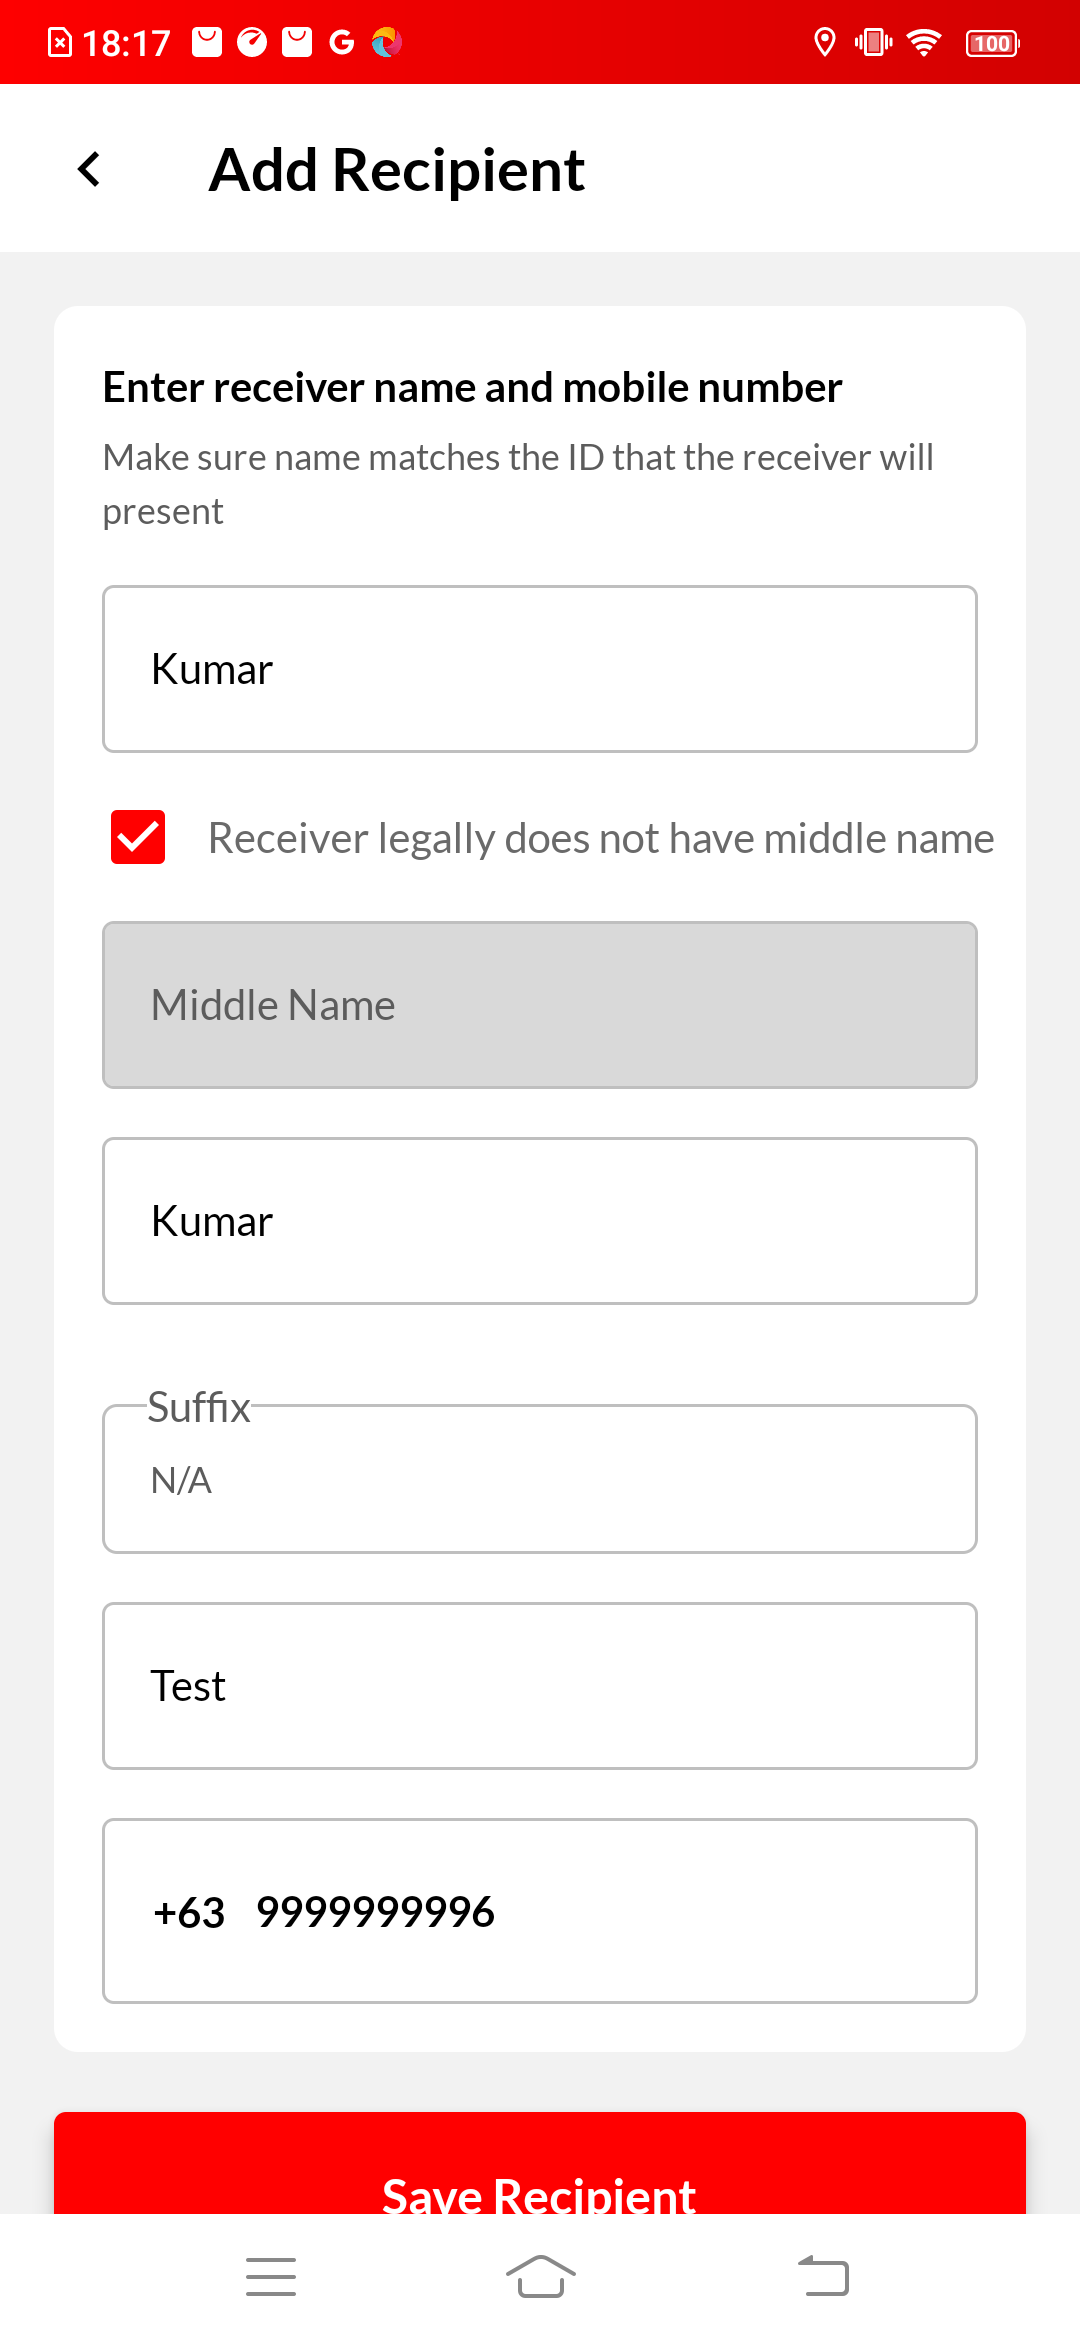 18:17
100
Add Recipient
Enter receiver name and mobile number
Make sure name matches the ID that the receiver will
present
Kumar
Receiver legally does not have middle name
Middle Name
Kumar
Suffix
N/A
Test
+63 9999999996
Save Recipient